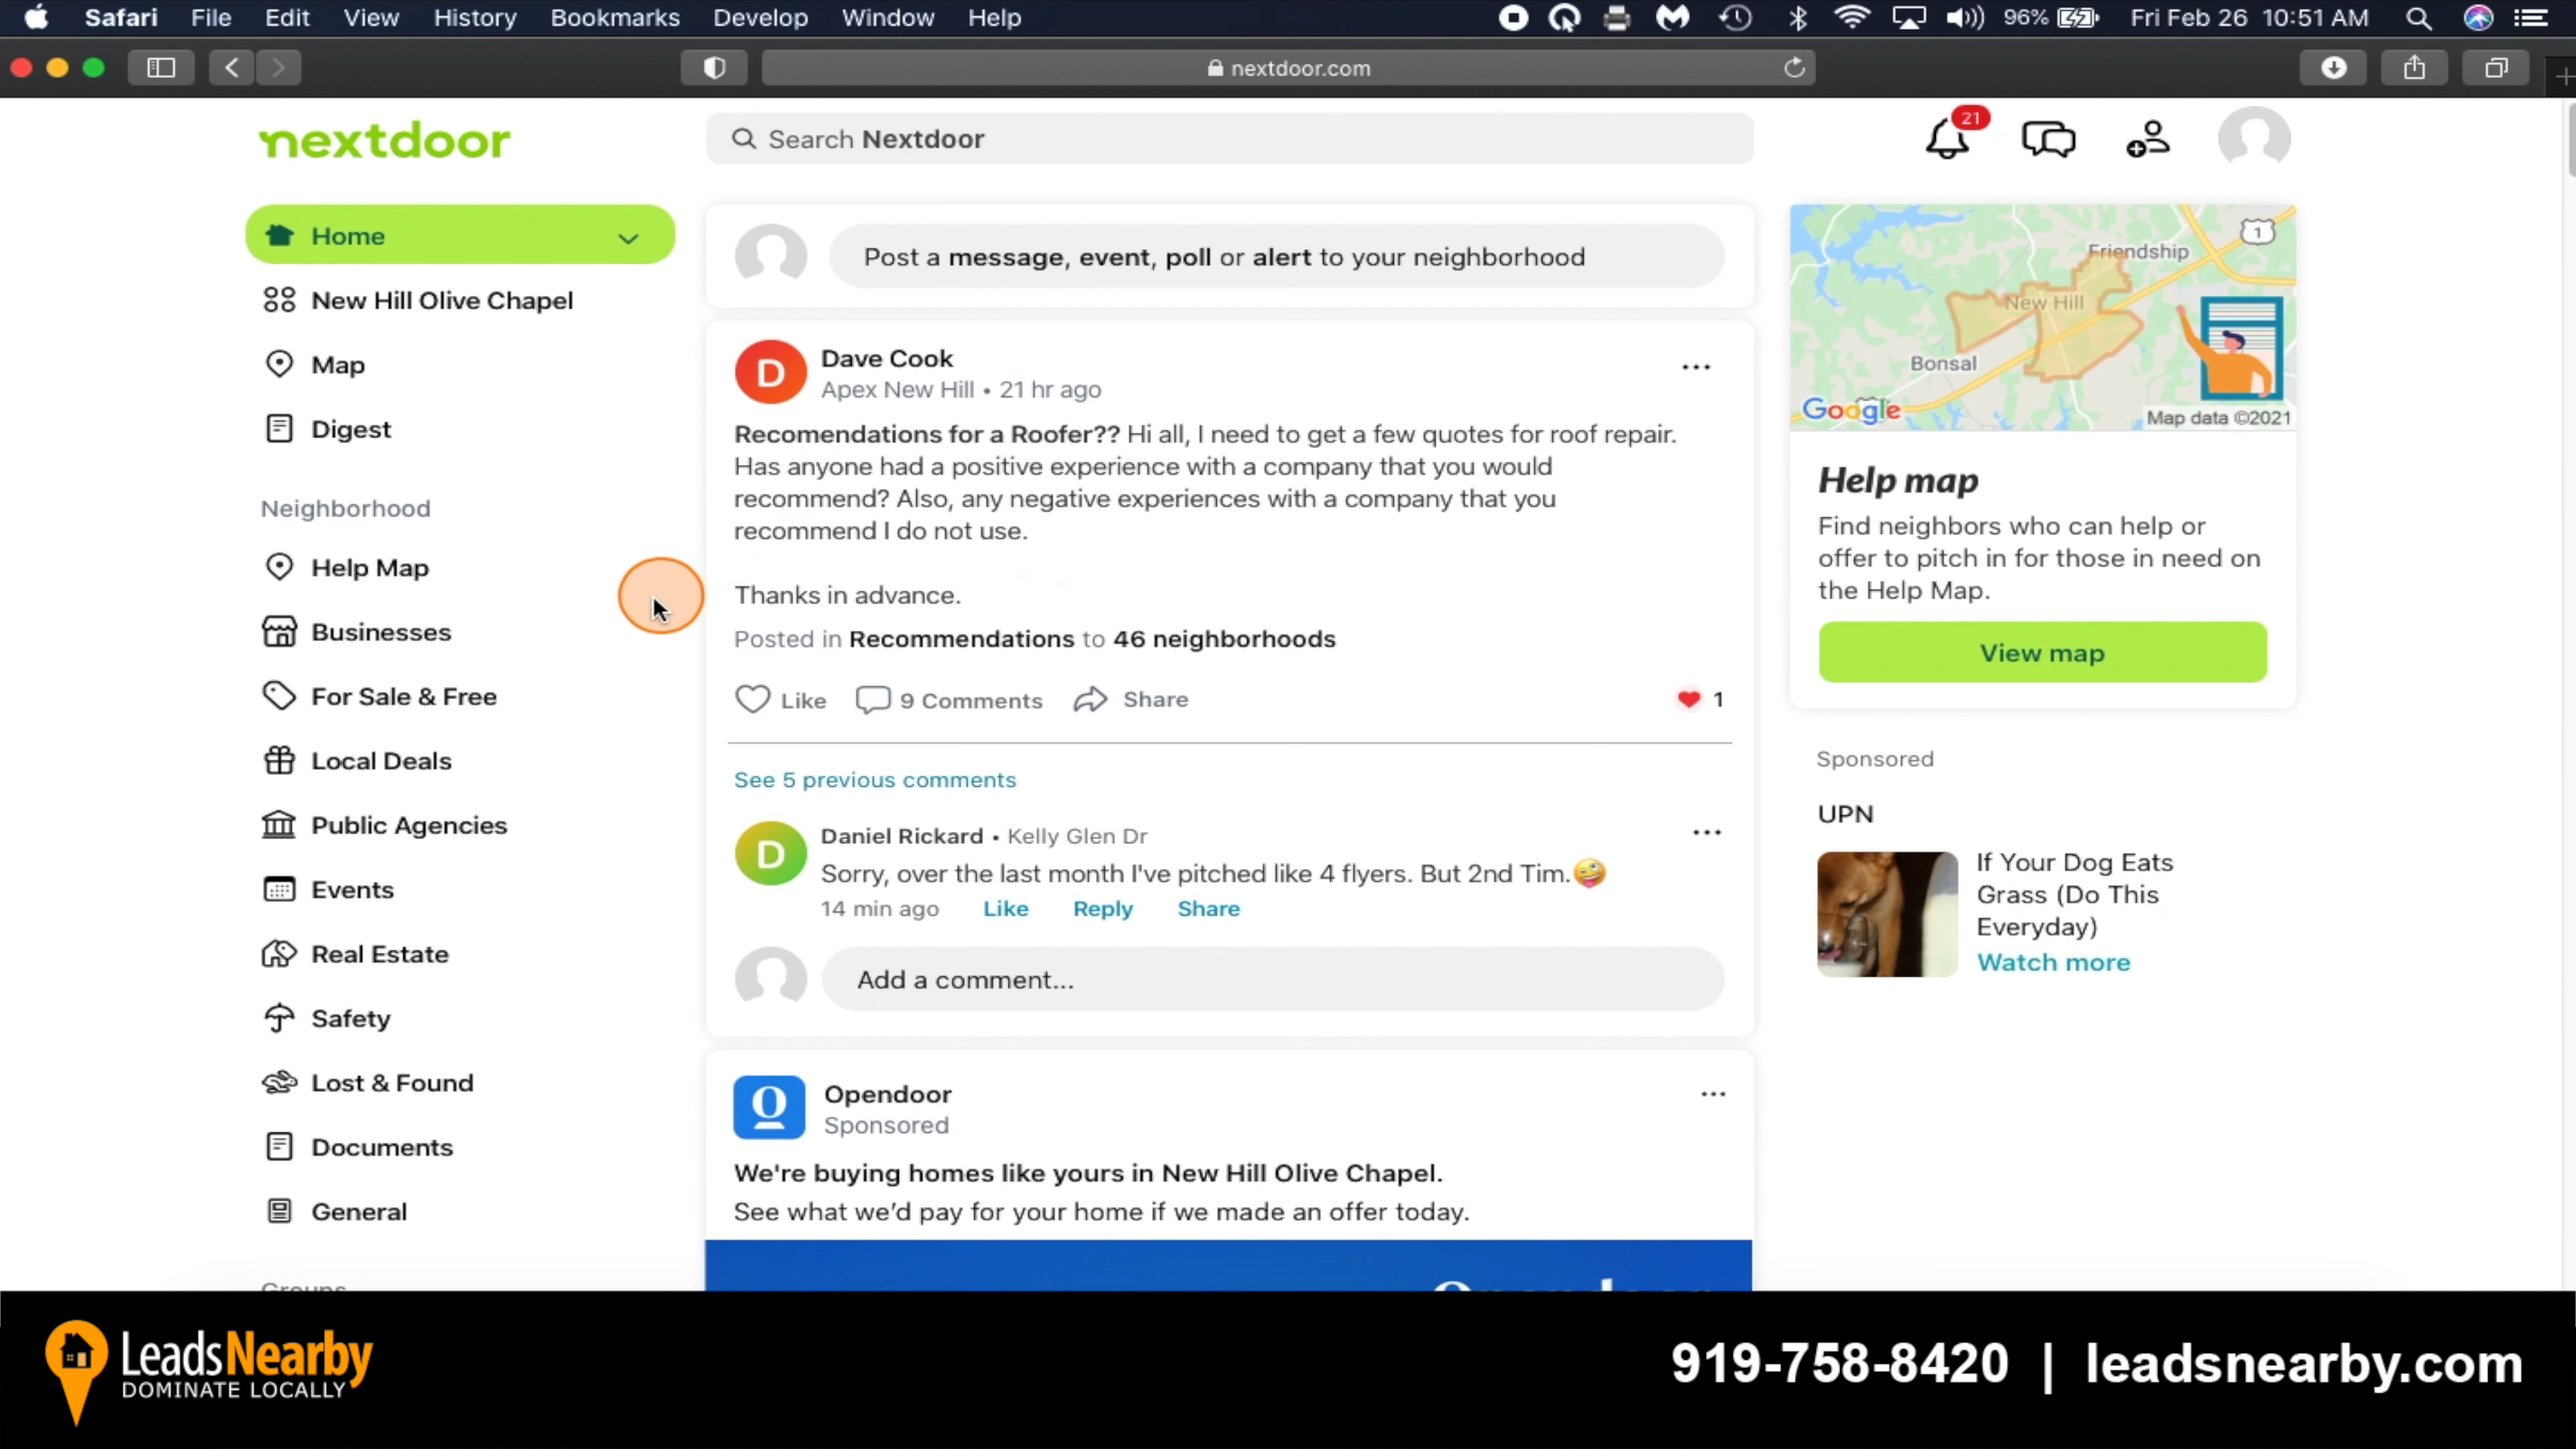 Safari File Edit View History Bookmarks Develop Window Help 96% Fri Feb 26 10:51 AM
nextdoor.com
nextdoor
Search Nextdoor
21
Home
New Hill Olive Chapel
Map
Digest
Neighborhood
Help Map
Businesses
For Sale & Free
Local Deals
Public Agencies
Events
Real Estate
Safety
Lost & Found
Documents
General
Groups
Post a message, event, poll or alert to your neighborhood
D
Dave Cook
Apex New Hill • 21 hr ago
Recomendations for a Roofer?? Hi all, I need to get a few quotes for roof repair.
Has anyone had a positive experience with a company that you would
recommend? Also, any negative experiences with a company that you
recommend I do not use.
Thanks in advance.
Posted in Recommendations to 46 neighborhoods
Like 9 Comments Share 1
See 5 previous comments
D
Daniel Rickard • Kelly Glen Dr
Sorry, over the last month I've pitched like 4 flyers. But 2nd Tim.🤪
14 min ago Like Reply Share
Add a comment...
Opendoor
Sponsored
We're buying homes like yours in New Hill Olive Chapel.
See what we'd pay for your home if we made an offer today.
Opendoor
1
Friendship
New Hill
Bonsal
Google
Map data ©2021
Help map
Find neighbors who can help or
offer to pitch in for those in need on
the Help Map.
View map
Sponsored
UPN
If Your Dog Eats
Grass (Do This
Everyday)
Watch more
LeadsNearby
DOMINATE LOCALLY
919-758-8420 | leadsnearby.com